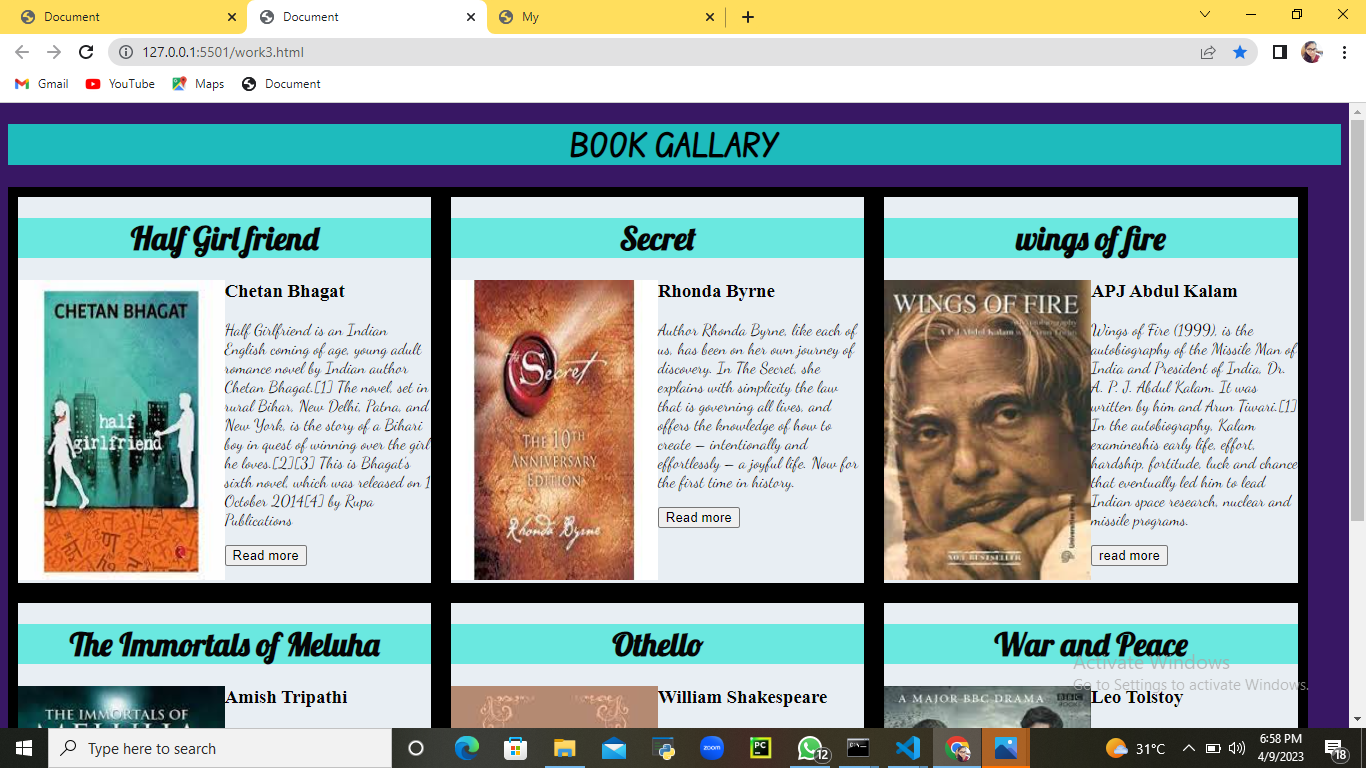 Document
Document
My
127.0.0.1:5501/work3.html
Gmail
YouTube
Maps
Document
BOOK GALLARY
Half Girl friend
CHETAN BHAGAT
half
girlfriend
Chetan Bhagat
Half Girlfriend is an Indian
English coming of age, young adult
romance novel by Indian author
Chetan Bhagat.[1] The novel, set in
rural Bihar, New Delhi, Patna, and
New York, is the story of a Bihari
boy in quest of winning over the girl
he loves.[2][3] This is Bhagat's
sixth novel, which was released on 1
October 2014[4] by Rupa
Publications
Read more
Secret
The Secret
THE 10TH
ANNIVERSARY
EDITION
Rhonda Byrne
Rhonda Byrne
Author Rhonda Byrne, like each of
us, has been on her own journey of
discovery. In The Secret, she
explains with simplicity the law
that is governing all lives, and
offers the knowledge of how to
create – intentionally and
effortlessly – a joyful life. Now for
the first time in history.
Read more
wings of fire
WINGS OF FIRE
A P J Abdul Kalam
NO.1 BESTSELLER
APJ Abdul Kalam
Wings of Fire (1999), is the
autobiography of the Missile Man of
India and President of India, Dr.
A. P. J. Abdul Kalam. It was
written by him and Arun Tiwari.[1]
In the autobiography, Kalam
examineshis early life, effort,
hardship, fortitude, luck and chance
that eventually led him to lead
Indian space research, nuclear and
missile programs.
read more
The Immortals of Meluha
THE IMMORTALS OF
Amish Tripathi
Othello
William Shakespeare
War and Peace
A MAJOR BBC DRAMA
BBC
BOOKS
Leo Tolstoy
Activate Windows
Go to Settings to activate Windows.
Type here to search
zoom
PC
12
31°C
6:58 PM
4/9/2023
18